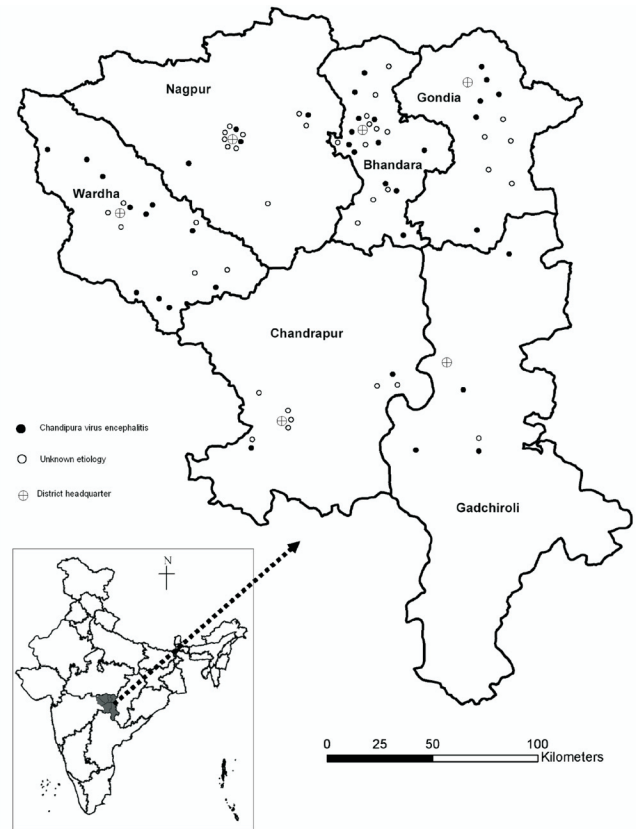 Nagpur
Gondia
Bhandara
Wardha
Chandrapur
Chandipura virus encephalitis
Unknown etiology
District headquarter
Gadchiroli
N
0 25 50 100
Kilometers